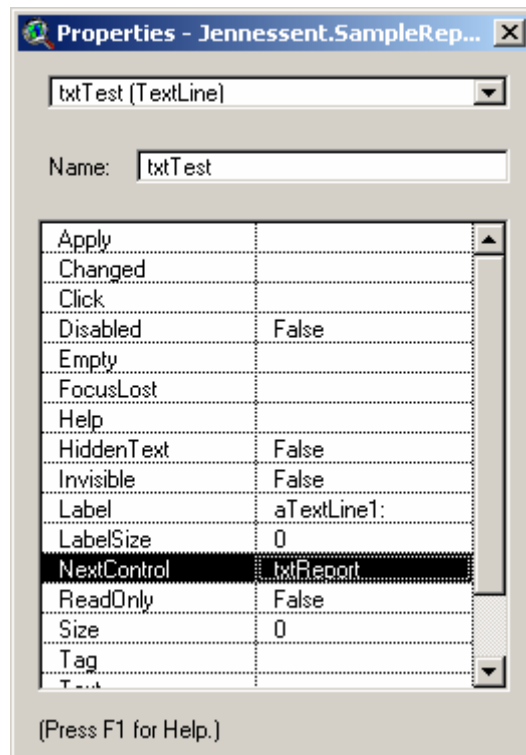 Properties - Jennessent.SampleRep...
txtTest (TextLine)
Name: txtTest
Apply
Changed
Click
Disabled False
Empty
FocusLost
Help
HiddenText False
Invisible False
Label aTextLine1:
LabelSize 0
NextControl txtReport
ReadOnly False
Size 0
Tag
Text
(Press F1 for Help.)